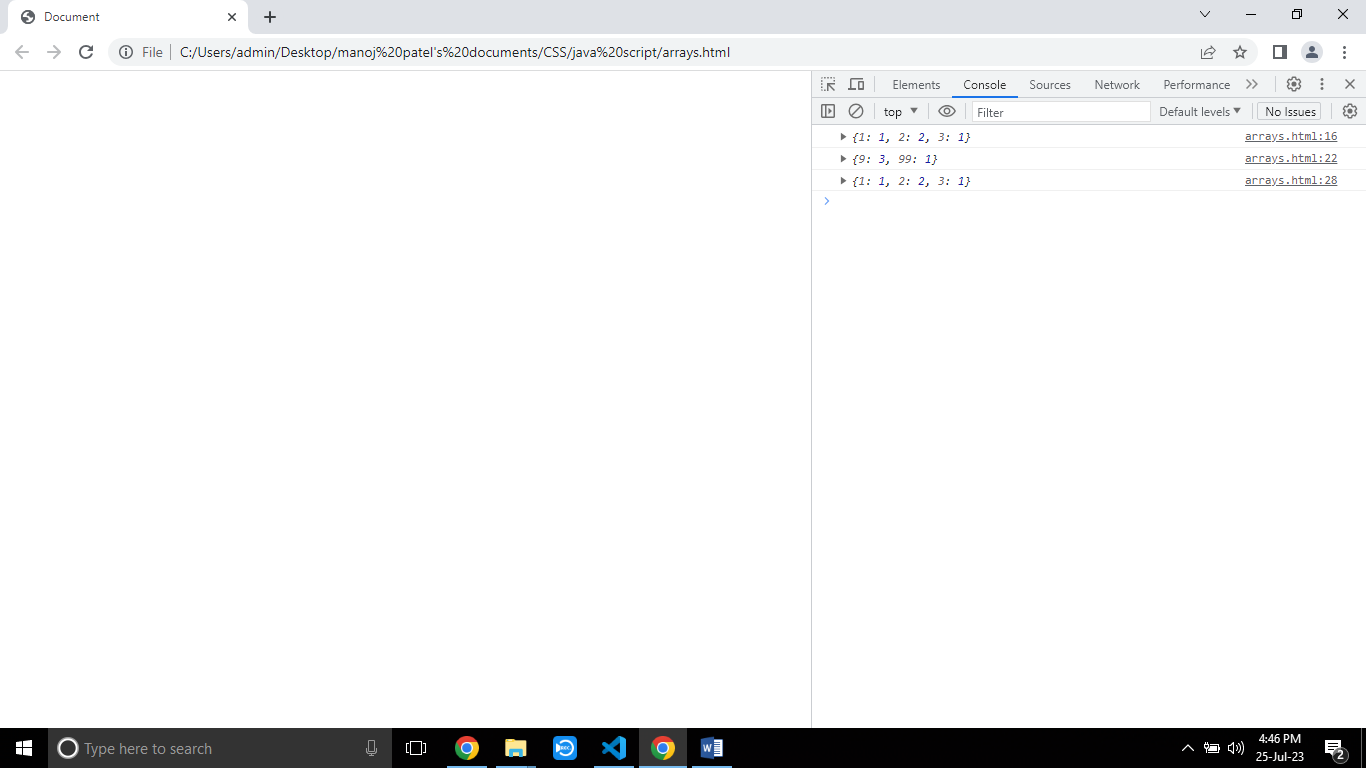 Document
File
C:/Users/admin/Desktop/manoj%20patel's%20documents/CSS/java%20script/arrays.html
Elements Console Sources Network Performance
top Filter Default levels No Issues
{1: 1, 2: 2, 3: 1} arrays.html:16
{9: 3, 99: 1} arrays.html:22
{1: 1, 2: 2, 3: 1} arrays.html:28
Type here to search
4:46 PM
25-Jul-23
2